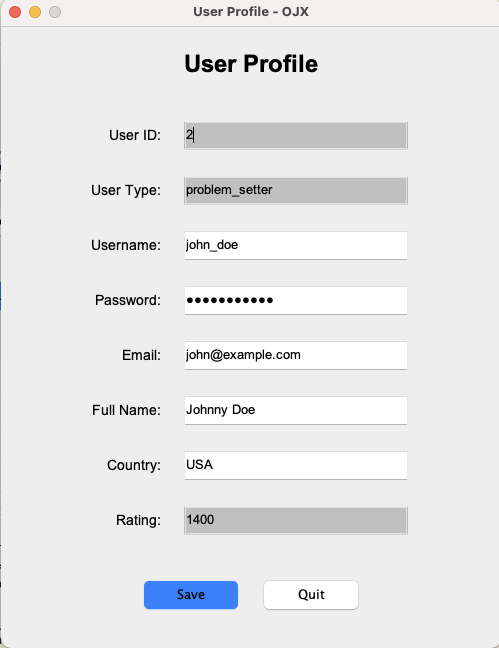 User Profile - OJX
User Profile
User ID: 2
User Type: problem_setter
Username: john_doe
Password: ●●●●●●●●●●●
Email: john@example.com
Full Name: Johnny Doe
Country: USA
Rating: 1400
Save Quit